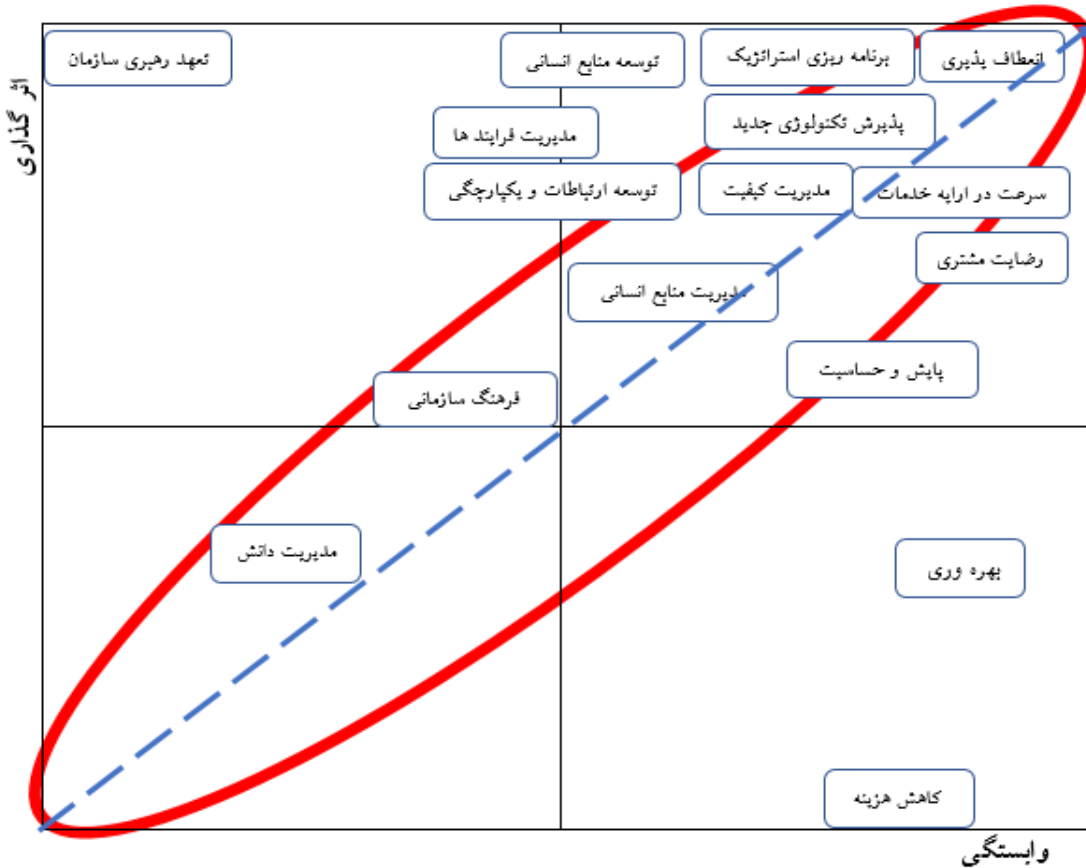 اثر گذاری
تعهد رهبری سازمان
توسعه منابع انسانی
برنامه ریزی استراتژیک
انعطاف پذیری
مدیریت فرایند ها
پذیرش تکنولوژی جدید
توسعه ارتباطات و یکپارچگی
مدیریت کیفیت
سرعت در ارایه خدمات
رضایت مشتری
مدیریت منابع انسانی
پایش و حساسیت
فرهنگ سازمانی
مدیریت دانش
بهره وری
کاهش هزینه
وابستگی